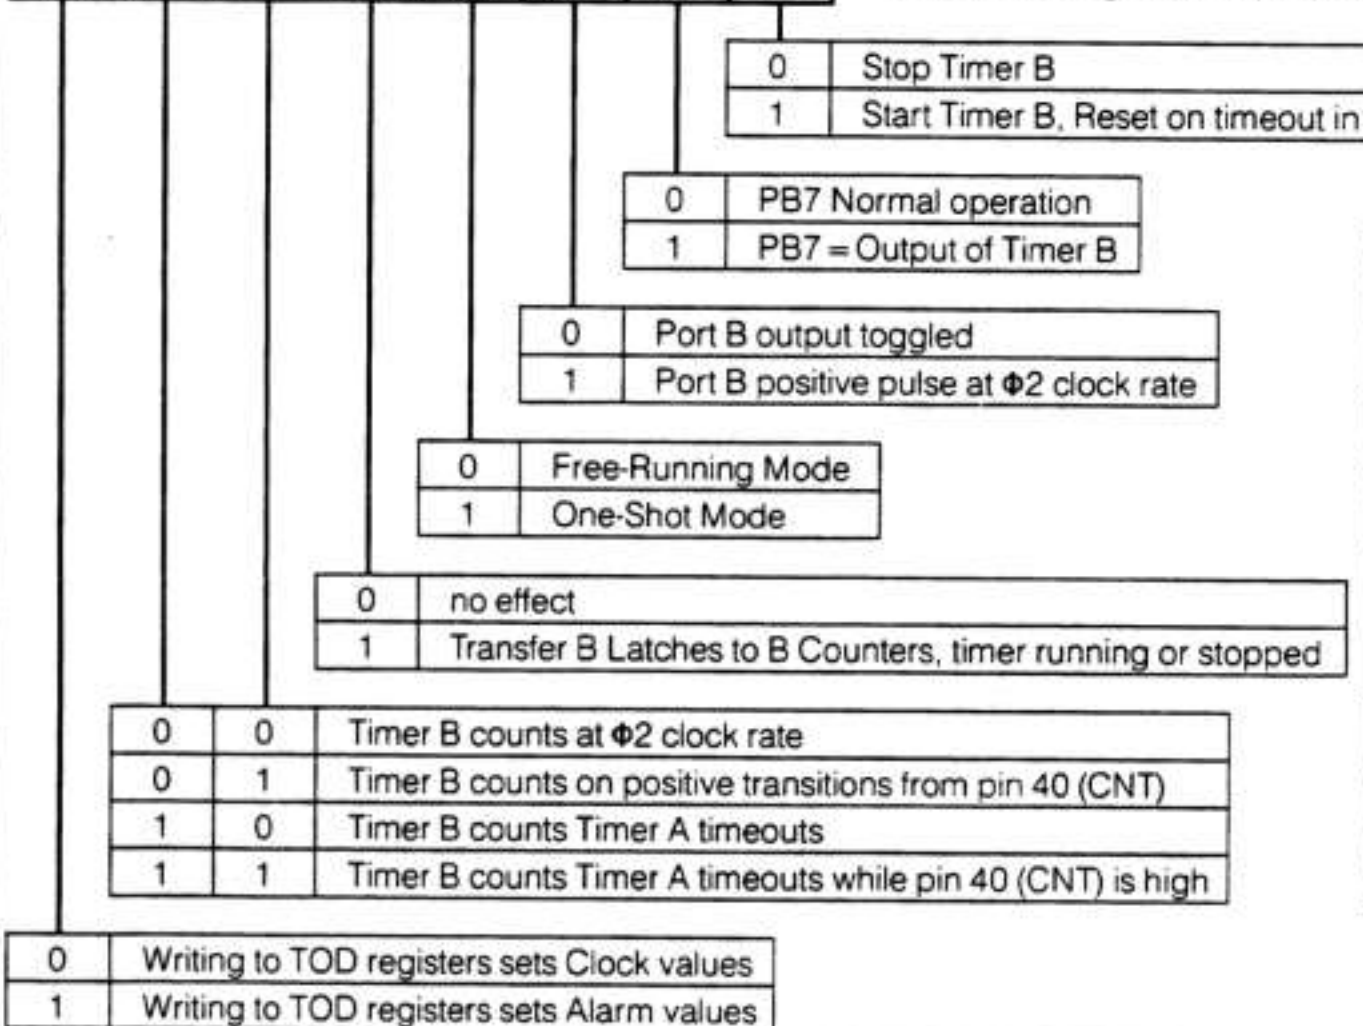 0 Stop Timer B
1 Start Timer B, Reset on timeout in
0 PB7 Normal operation
1 PB7 = Output of Timer B
0 Port B output toggled
1 Port B positive pulse at Φ2 clock rate
0 Free-Running Mode
1 One-Shot Mode
0 no effect
1 Transfer B Latches to B Counters, timer running or stopped
0 0 Timer B counts at Φ2 clock rate
0 1 Timer B counts on positive transitions from pin 40 (CNT)
1 0 Timer B counts Timer A timeouts
1 1 Timer B counts Timer A timeouts while pin 40 (CNT) is high
0 Writing to TOD registers sets Clock values
1 Writing to TOD registers sets Alarm values